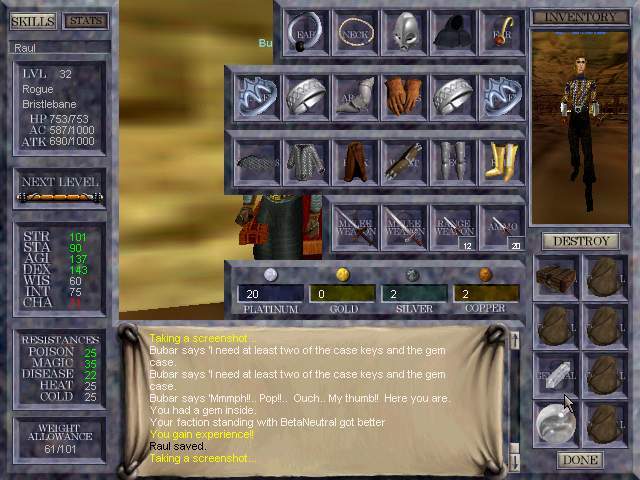 SKILLS
STATS
Raul
LVL 32
Rogue
Bristlebane
HP 753/753
AC 587/1000
ATK 690/1000
NEXT LEVEL
STR 101
STA 90
AGI 137
DEX 143
WIS 60
INT 75
CHA
RESISTANCES
POISON 25
MAGIC 35
DISEASE 22
HEAT 25
COLD 25
WEIGHT
ALLOWANCE
61/101
Bu
EAR
NECK
MELEE
WEAPON
MELEE
WEAPON
RANGE
WEAPON
12
AMMO
20
20
0
2
2
PLATINUM
GOLD
SILVER
COPPER
Taking a screenshot...
Bubar says 'I need at least two of the case keys and the gem
case.
Bubar says 'I need at least two of the case keys and the gem
case.
Bubar says 'Mmmph!!.. Pop!!.. Ouch.. My thumb!! Here you are.
You had a gem inside.
Your faction standing with BetaNeutral got better
You gain experience!!
Raul saved.
Taking a screenshot...
INVENTORY
DESTROY
DONE